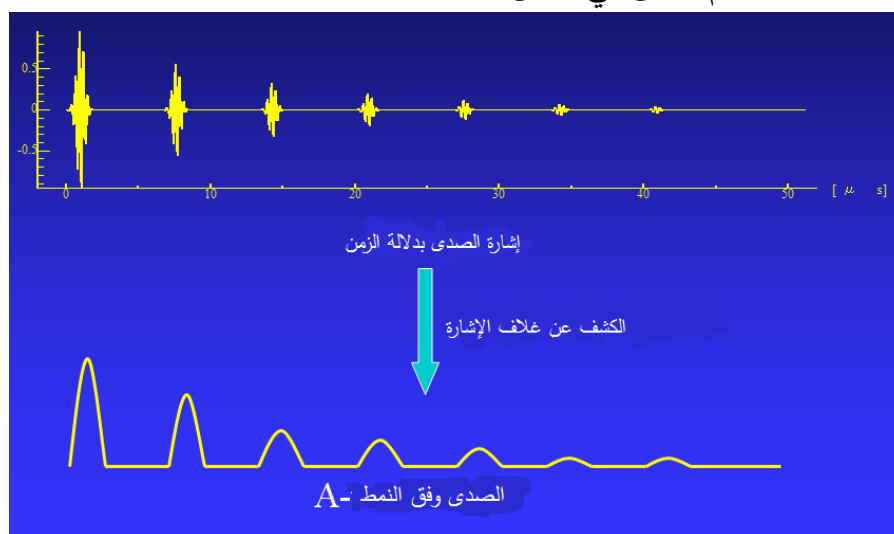 0.5
0
-0.5
0 10 20 30 40 50 [ μ s]
إشارة الصدى بدلالة الزمن
الكشف عن غلاف الإشارة
الصدى وفق النمط -A